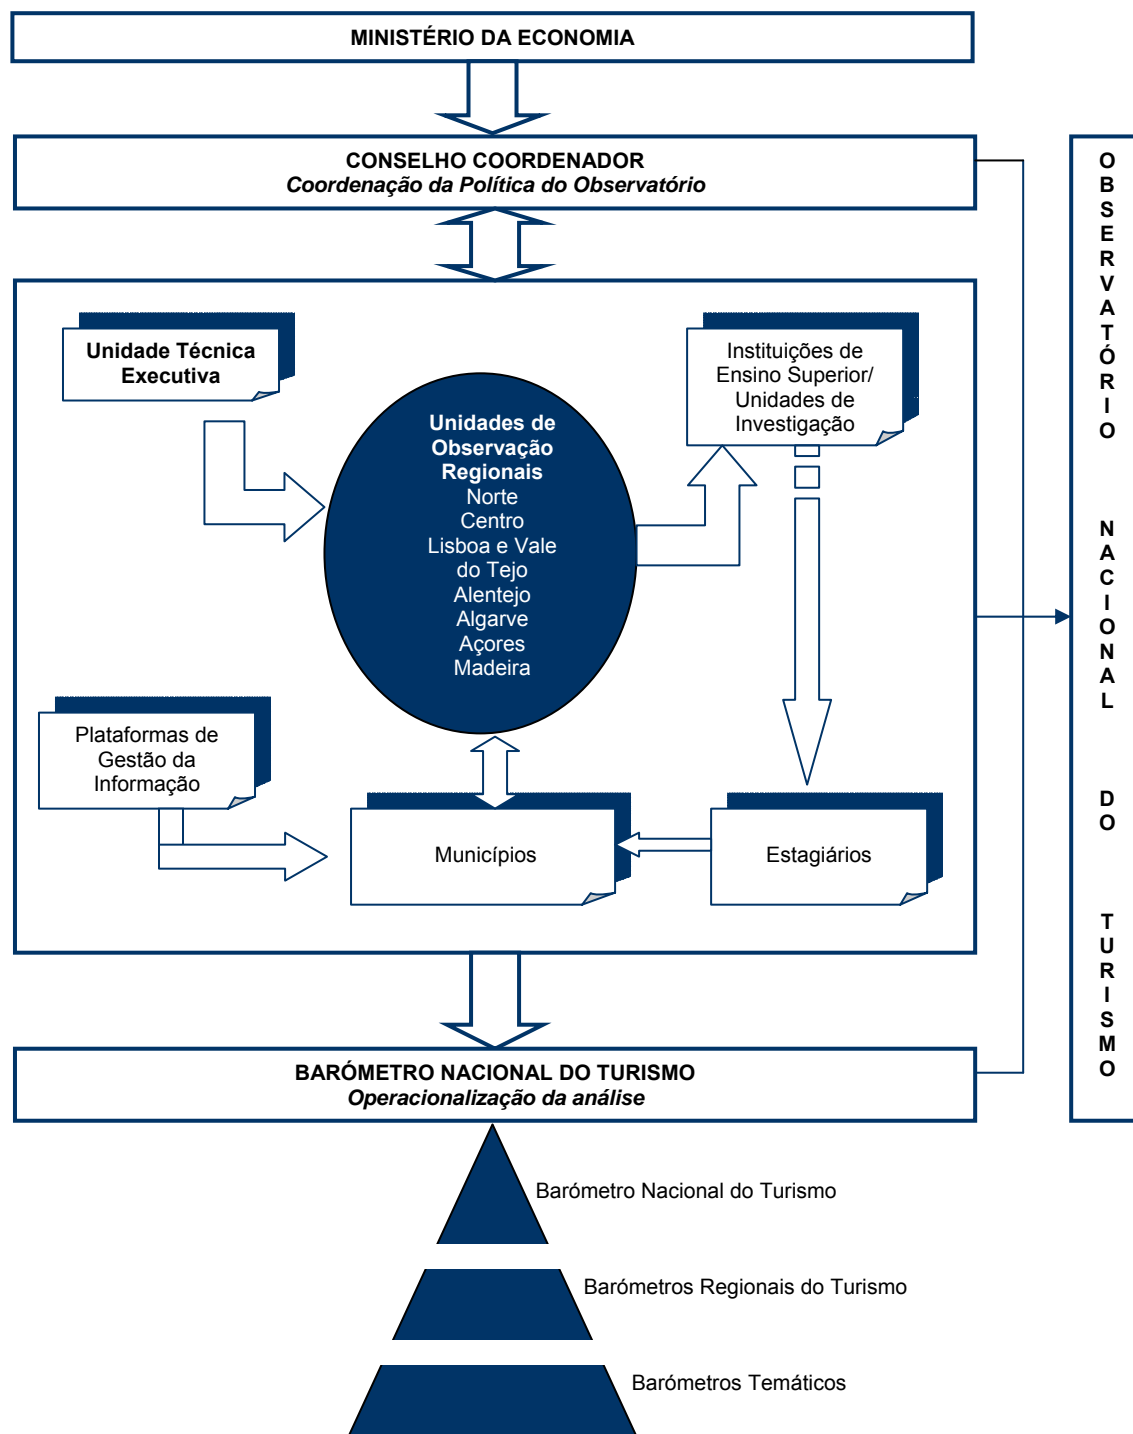 MINISTÉRIO DA ECONOMIA
CONSELHO COORDENADOR
Coordenação da Política do Observatório
Unidade Técnica
Executiva
Instituições de
Ensino Superior/
Unidades de
Investigação
Unidades de
Observação
Regionais
Norte
Centro
Lisboa e Vale
do Tejo
Alentejo
Algarve
Açores
Madeira
Plataformas de
Gestão da
Informação
Municípios
Estagiários
BARÓMETRO NACIONAL DO TURISMO
Operacionalização da análise
Barómetro Nacional do Turismo
Barómetros Regionais do Turismo
Barómetros Temáticos
OBSERVATÓRIO NACIONAL DO TURISMO